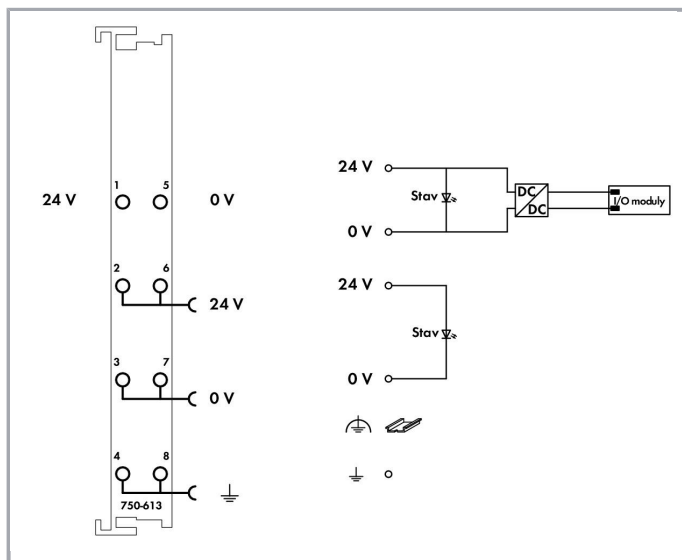 1 5
24 V 0 V
2 6
24 V
3 7
0 V
4 8
750-613
24 V
Stav
DC
DC
I/O moduly
0 V
24 V
Stav
0 V